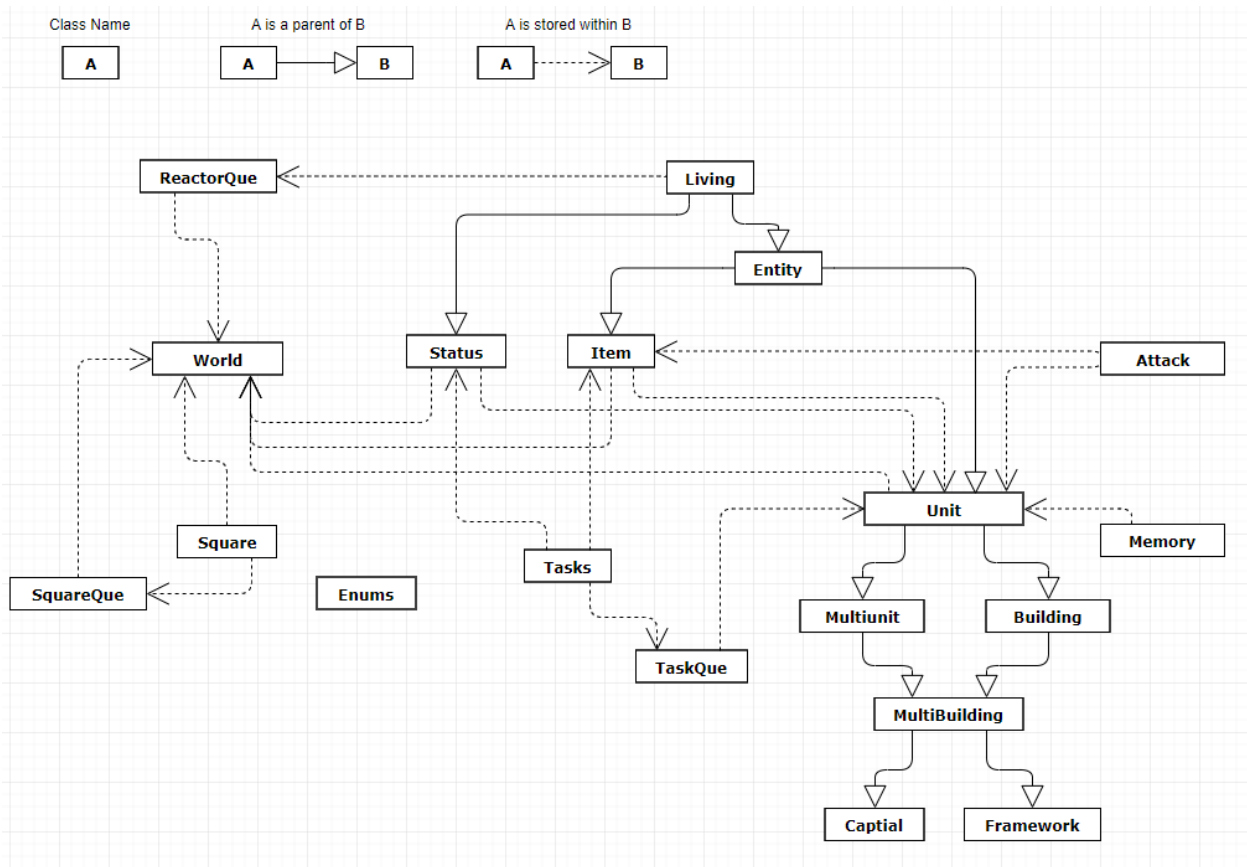 Class Name
A is a parent of B
A is stored within B
A
A
B
A
B
ReactorQue
Living
Entity
World
Status
Item
Attack
Unit
Square
Memory
Tasks
SquareQue
Enums
Multiunit
Building
TaskQue
MultiBuilding
Captial
Framework